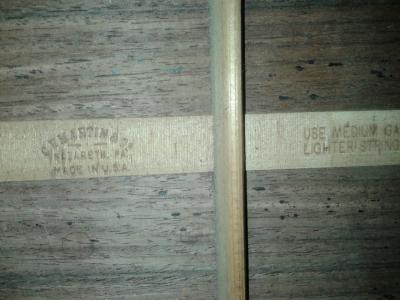 C.F. MARTIN & CO.
NAZARETH, PA.
MADE IN U.S.A.
USE MEDIUM GA
LIGHTER STRING